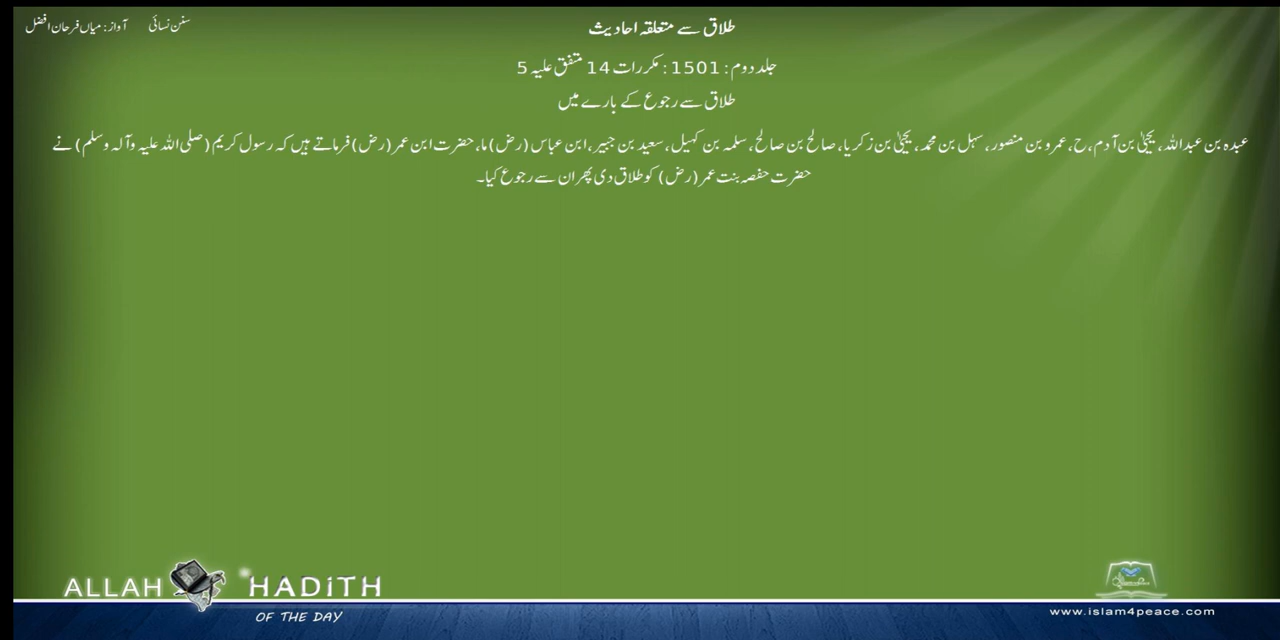 طلاق سے متعلقہ احادیث
سنن نسائی آواز: میاں فرحان افضل
جلد دوم: 1501: مکررات 14 متفق علیہ 5
طلاق سے رجوع کے بارے میں
عبدہ بن عبداللہ، یحییٰ بن آدم، ح، عمرو بن منصور، سہل بن محمد، یحییٰ بن زکریا، صالح بن صالح، سلمہ بن کہیل، سعید بن جبیر، ابن عباس (رض) ما، حضرت ابن عمر (رض) فرماتے ہیں کہ رسول کریم (صلی اللہ علیہ وآلہ وسلم) نے
حضرت حفصہ بنت عمر (رض) کو طلاق دی پھر ان سے رجوع کیا۔
ALLAH HADITH
OF THE DAY
www.islam4peace.com